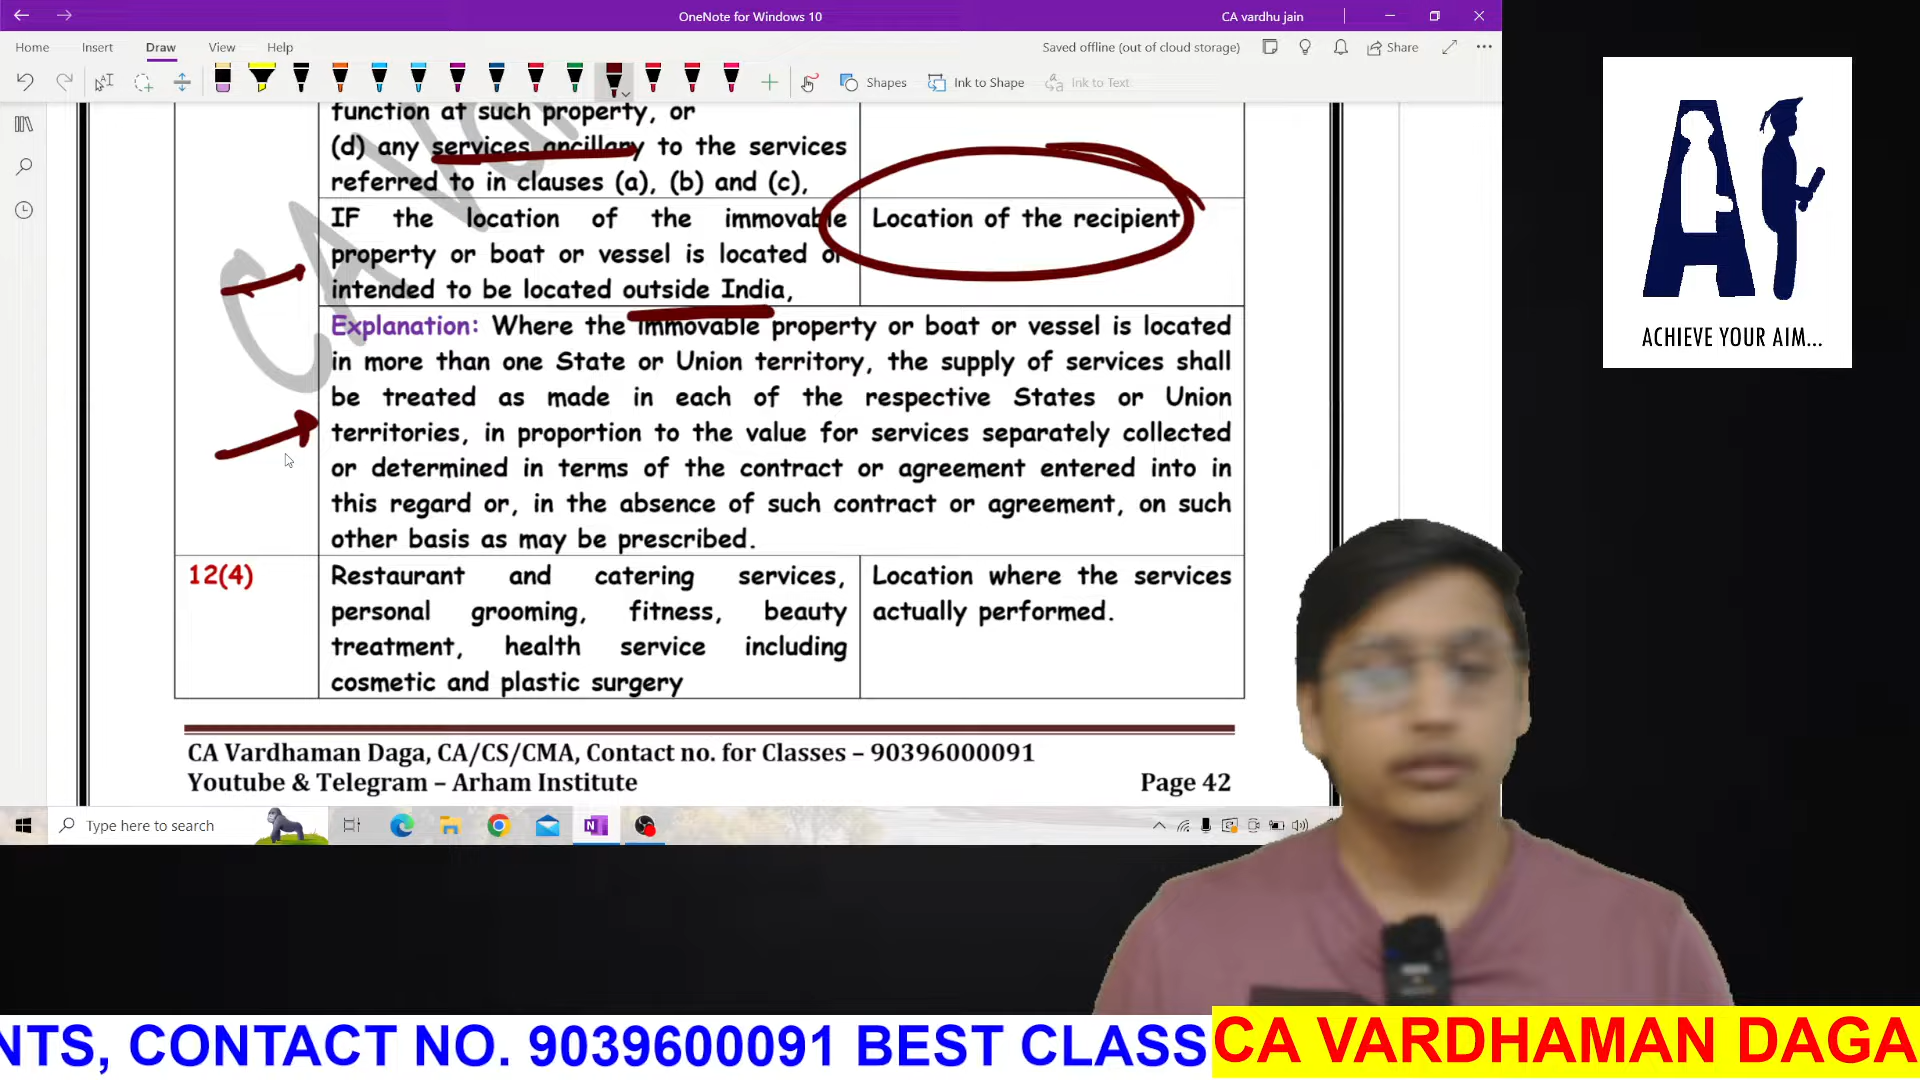 OneNote for Windows 10
CA vardhu jain
Home Insert Draw View Help
Saved offline (out of cloud storage)
Share
Shapes
Ink to Shape
Ink to Text
function at such property, or
(d) any services ancillary to the services
referred to in clauses (a), (b) and (c),
IF the location of the immovable
property or boat or vessel is located or
intended to be located outside India,
Location of the recipient
Explanation: Where the immovable property or boat or vessel is located
in more than one State or Union territory, the supply of services shall
be treated as made in each of the respective States or Union
territories, in proportion to the value for services separately collected
or determined in terms of the contract or agreement entered into in
this regard or, in the absence of such contract or agreement, on such
other basis as may be prescribed.
12(4)
Restaurant and catering services,
personal grooming, fitness, beauty
treatment, health service including
cosmetic and plastic surgery
Location where the services
actually performed.
CA Vardhaman Daga, CA/CS/CMA, Contact no. for Classes – 90396000091
Youtube & Telegram – Arham Institute
Page 42
Type here to search
ACHIEVE YOUR AIM...
NTS, CONTACT NO. 9039600091 BEST CLASS
CA VARDHAMAN DAGA